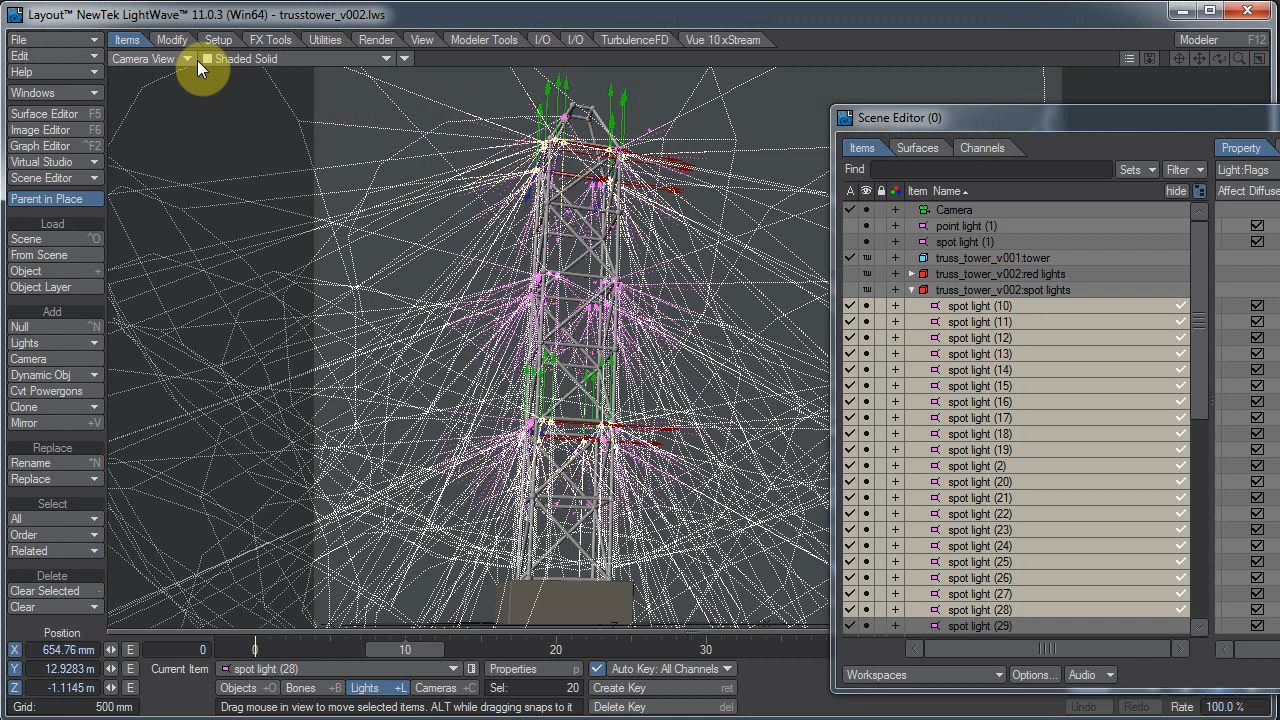 Layout™ NewTek LightWave™ 11.0.3 (Win64) - trusstower_v002.lws
File
Edit
Help
Windows
Surface Editor F5
Image Editor F6
Graph Editor ^F2
Virtual Studio
Scene Editor
Parent in Place
Load
Scene ^O
From Scene
Object +
Object Layer
Add
Null ^N
Lights
Camera
Dynamic Obj
Cvt Powergons
Clone
Mirror +V
Replace
Rename ^N
Replace
Select
All
Order
Related
Delete
Clear Selected -
Clear
Items Modify Setup FX Tools Utilities Render View Modeler Tools I/O I/O TurbulenceFD Vue 10 xStream Modeler F12
Camera View Shaded Solid
Scene Editor (0)
Items Surfaces Channels Property
Find Sets Filter Light:Flags
A Item Name hide Affect Diffuse
Camera
point light (1)
spot light (1)
truss_tower_v001:tower
truss_tower_v002:red lights
truss_tower_v002:spot lights
spot light (10)
spot light (11)
spot light (12)
spot light (13)
spot light (14)
spot light (15)
spot light (16)
spot light (17)
spot light (18)
spot light (19)
spot light (2)
spot light (20)
spot light (21)
spot light (22)
spot light (23)
spot light (24)
spot light (25)
spot light (26)
spot light (27)
spot light (28)
spot light (29)
Workspaces Options... Audio
Position
X 654.76 mm E 0 0 10 20 30
Y 12.9283 m E Current Item spot light (28) Properties p Auto Key: All Channels
Z -1.1145 m E Objects +O Bones +B Lights +L Cameras +C Sel: 20 Create Key ret
Grid: 500 mm Drag mouse in view to move selected items. ALT while dragging snaps to it Delete Key del Undo Redo Rate 100.0 %